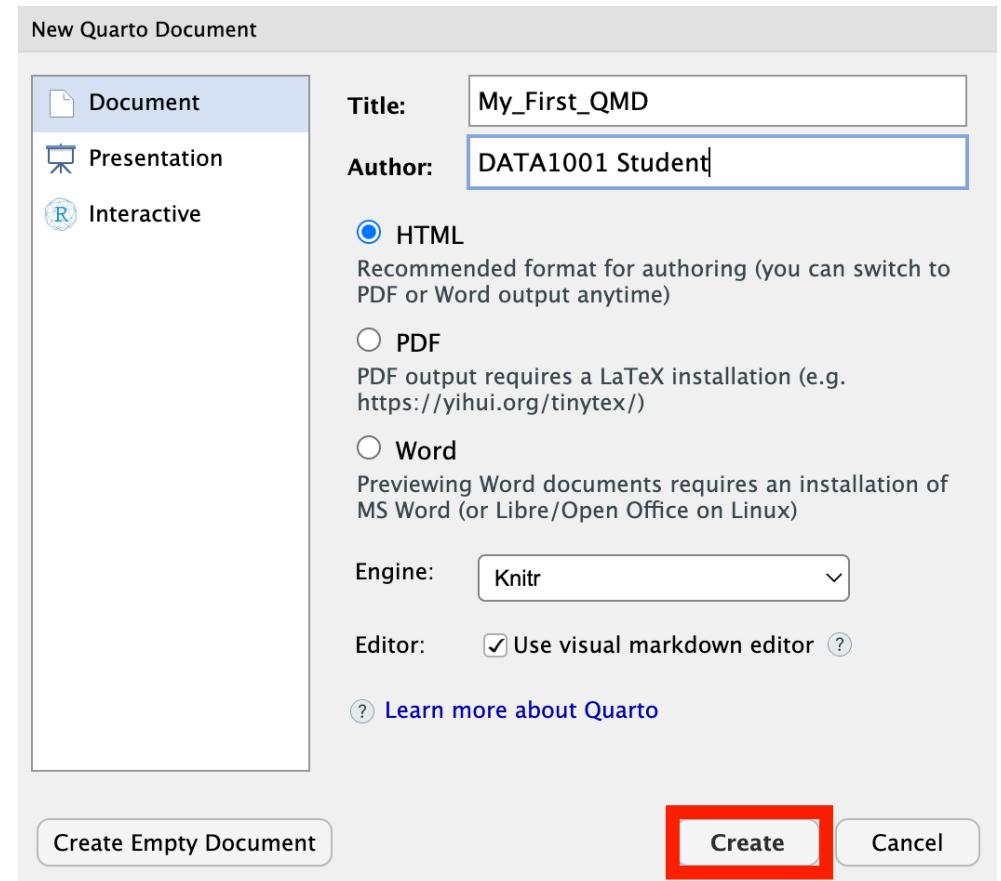 New Quarto Document
Document
Presentation
R Interactive
Title: My_First_QMD
Author: DATA1001 Student
HTML
Recommended format for authoring (you can switch to
PDF or Word output anytime)
PDF
PDF output requires a LaTeX installation (e.g.
https://yihui.org/tinytex/)
Word
Previewing Word documents requires an installation of
MS Word (or Libre/Open Office on Linux)
Engine: Knitr
Editor: Use visual markdown editor ?
? Learn more about Quarto
Create Empty Document Create Cancel